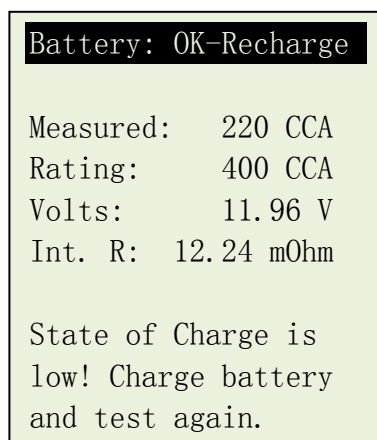 Battery: OK-Recharge
Measured: 220 CCA
Rating: 400 CCA
Volts: 11.96 V
Int. R: 12.24 mOhm
State of Charge is
low! Charge battery
and test again.